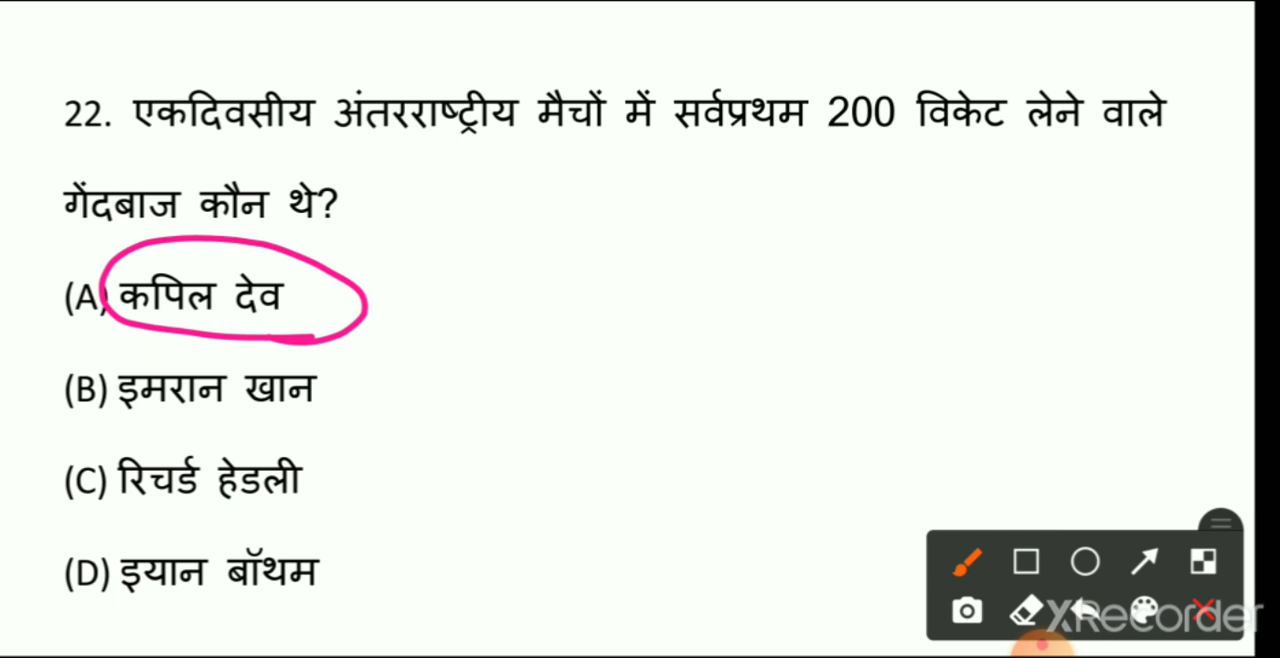 22. एकदिवसीय अंतरराष्ट्रीय मैचों में सर्वप्रथम 200 विकेट लेने वाले
गेंदबाज कौन थे?
(A) कपिल देव
(B) इमरान खान
(C) रिचर्ड हेडली
(D) इयान बॉथम
XRecorder